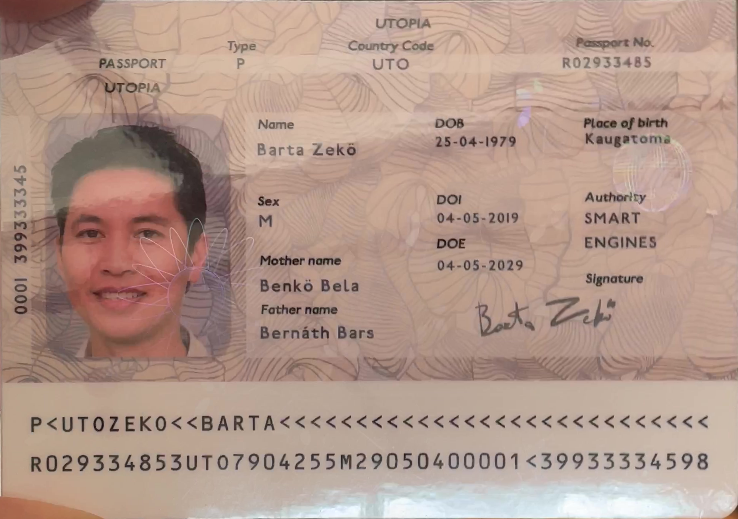 UTOPIA
Type Country Code Passport No.
PASSPORT P UTO R02933485
UTOPIA
Name DOB Place of birth
Barta Zekö 25-04-1979 Kaugatoma
Sex DOI Authority
M 04-05-2019 SMART
DOE ENGINES
Mother name 04-05-2029
Benkö Bela Signature
Father name Barta Zekö
Bernáth Bars
0001 399333345
P<UTOZEKO<<BARTA<<<<<<<<<<<<<<<<<<<<<<<<<<<<
R029334853UTO7904255M29050400001<39933334598